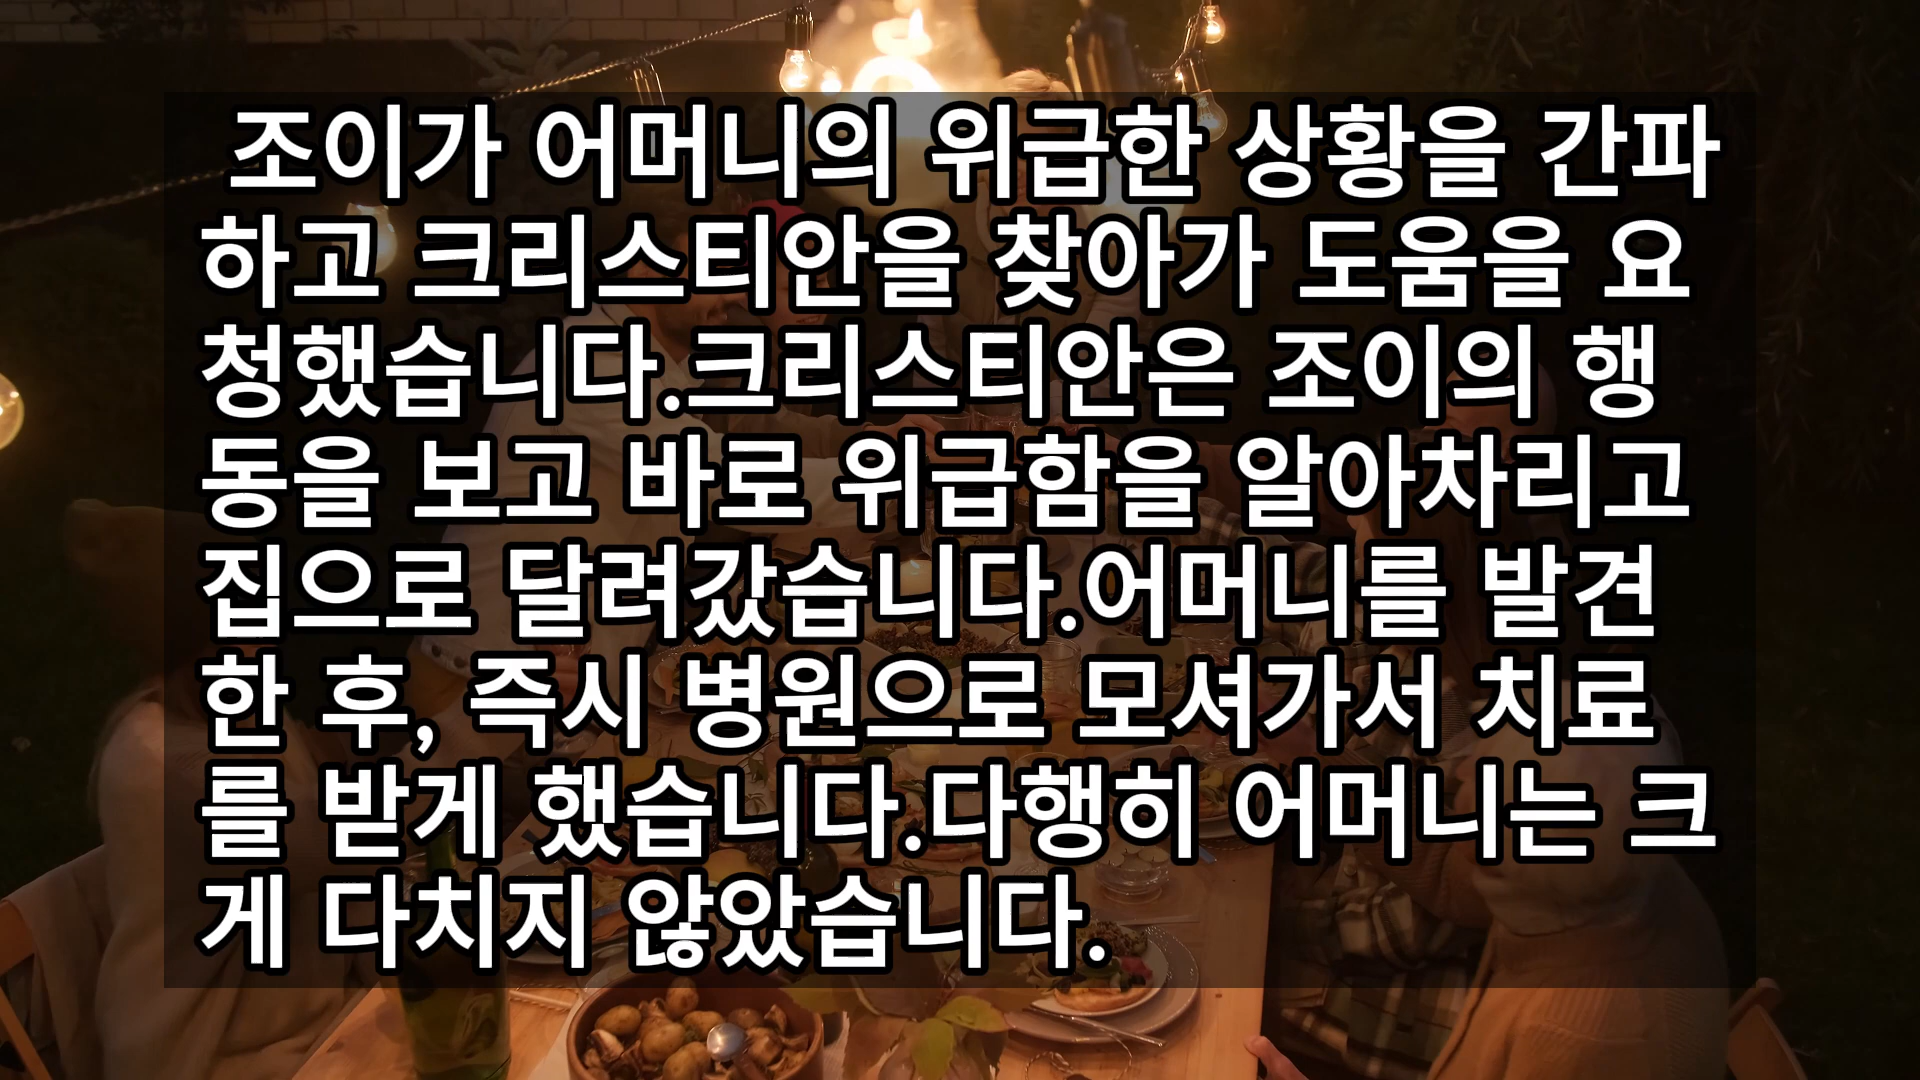 조이가 어머니의 위급한 상황을 간파
하고 크리스티안을 찾아가 도움을 요
청했습니다.크리스티안은 조이의 행
동을 보고 바로 위급함을 알아차리고
집으로 달려갔습니다.어머니를 발견
한 후, 즉시 병원으로 모셔가서 치료
를 받게 했습니다.다행히 어머니는 크
게 다치지 않았습니다.